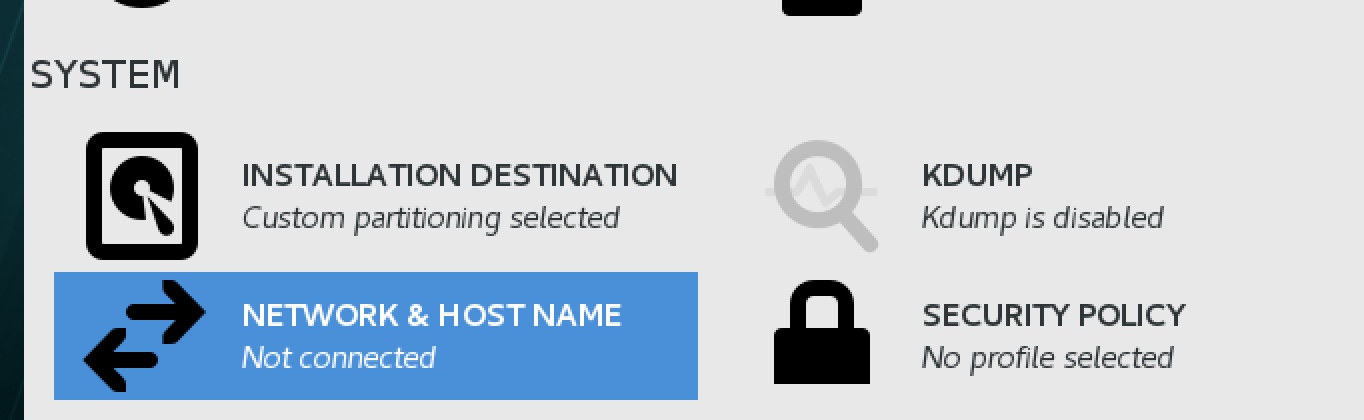 SYSTEM
INSTALLATION DESTINATION
Custom partitioning selected
KDUMP
Kdump is disabled
NETWORK & HOST NAME
Not connected
SECURITY POLICY
No profile selected